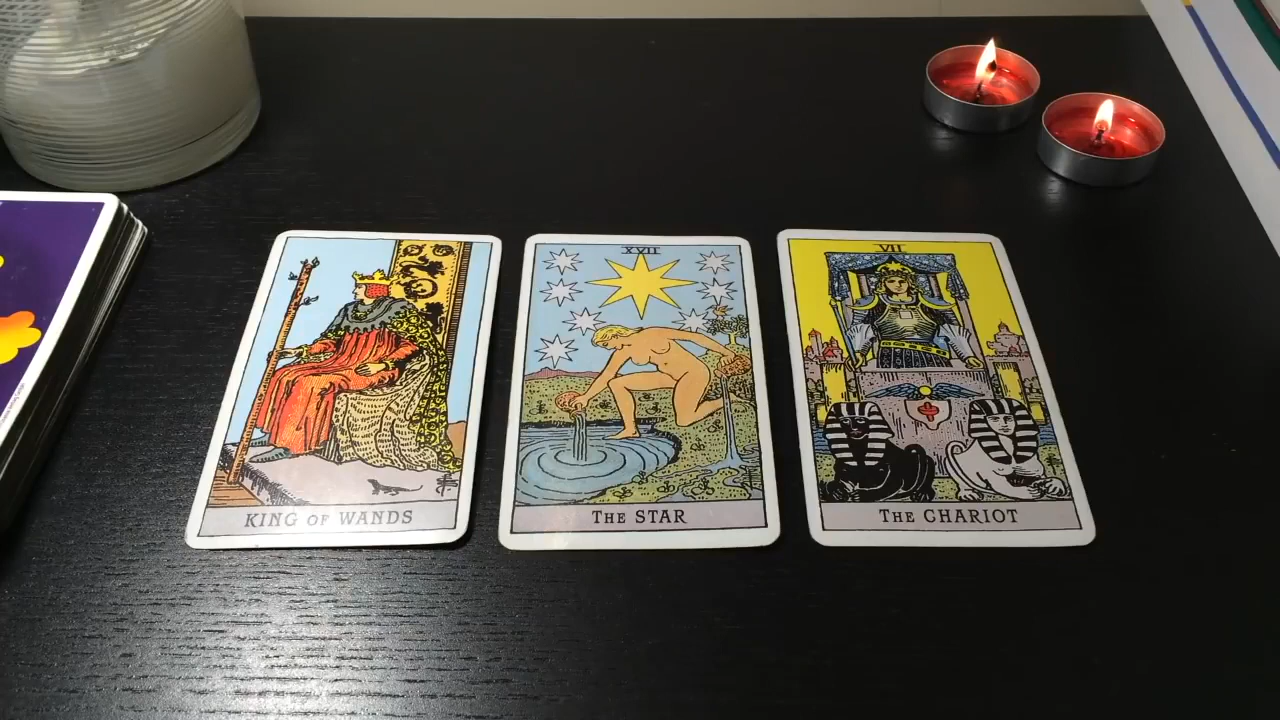 XVII
VII
KING OF WANDS
THE STAR
THE CHARIOT